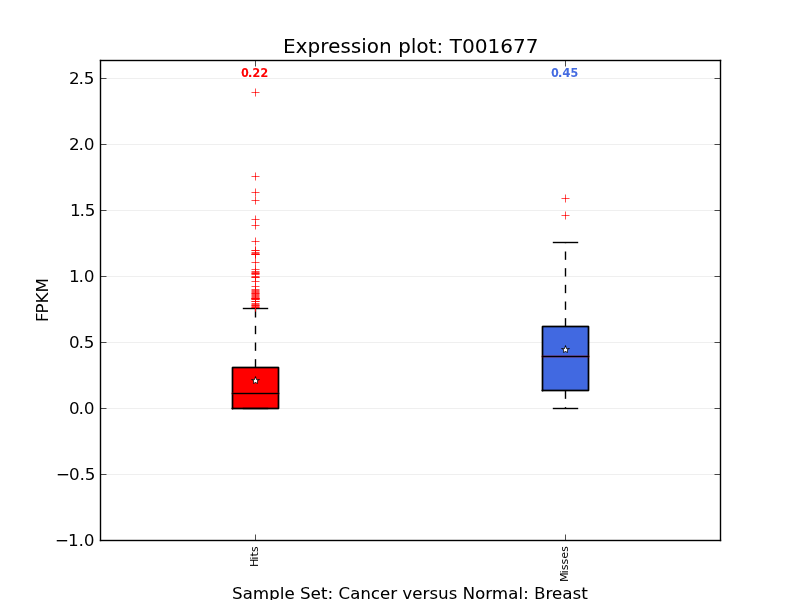 Expression plot: T001677
0.22 0.45
2.5
2.0
1.5
1.0
0.5
0.0
−0.5
−1.0
FPKM
Hits Misses
Sample Set: Cancer versus Normal: Breast